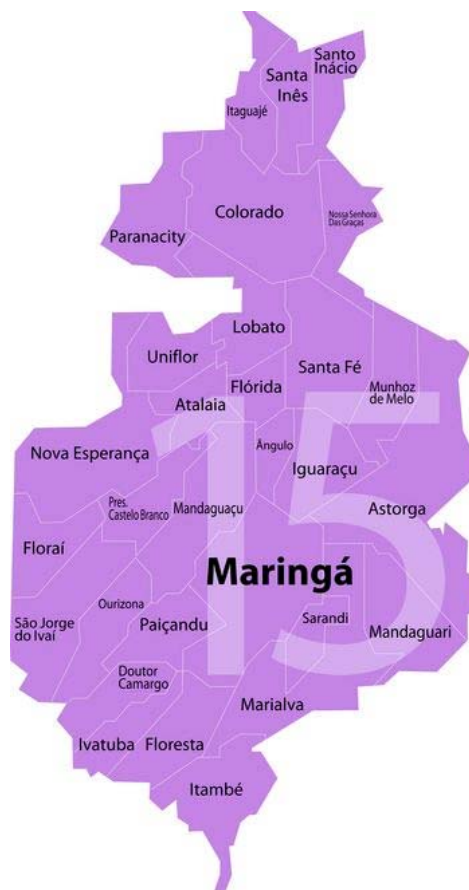 Santo
Inácio
Santa
Inês
Itaguajé
Colorado
Nossa Senhora
Das Graças
Paranacity
Lobato
Uniflor
Santa Fé
Flórida
Munhoz
de Melo
Atalaia
15
Nova Esperança
Ângulo
Iguaraçu
Pres.
Castelo Branco
Mandaguaçu
Astorga
Floraí
Maringá
Ourizona
São Jorge
do Ivaí
Paiçandu
Sarandi
Mandaguari
Doutor
Camargo
Marialva
Ivatuba
Floresta
Itambé